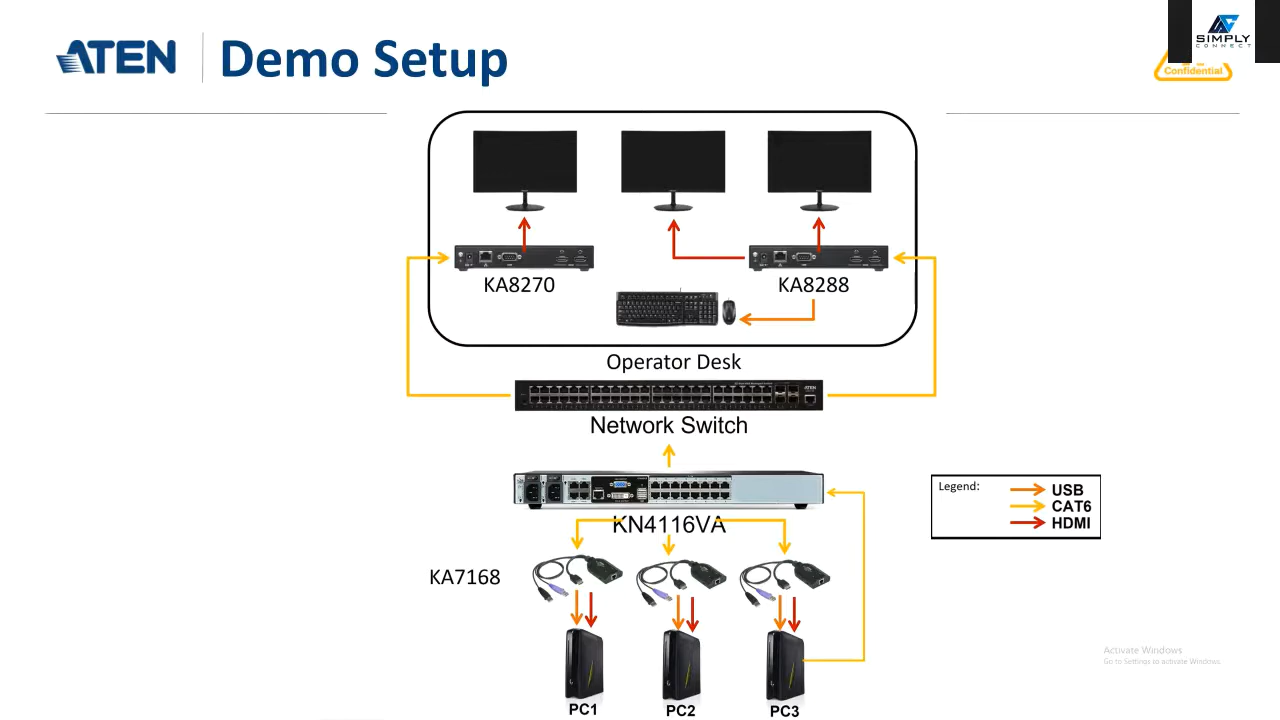 ATEN
Demo Setup
SIMPLY
CONNECT
Confidential
KA8270
KA8288
Operator Desk
ATEN
Network Switch
Legend:
USB
CAT6
HDMI
KN4116VA
KA7168
PC1
PC2
PC3
Activate Windows
Go to Settings to activate Windows.